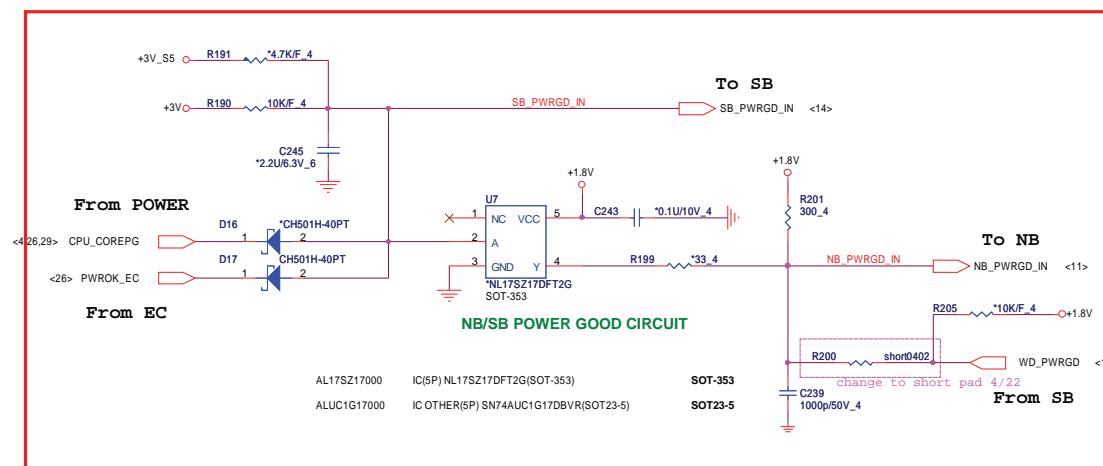 +3V_S5 R191 *4.7K/F_4
+3V R190 10K/F_4
SB_PWRGD_IN
To SB
SB_PWRGD_IN <14>
C245
*2.2U/6.3V_6
From POWER
D16 *CH501H-40PT
<4,26,29> CPU_COREPG 1 2
D17 CH501H-40PT
<26> PWROK_EC 1 2
From EC
U7
1 NC VCC 5
2 A
3 GND Y 4
*NL17SZ17DFT2G
SOT-353
+1.8V
C243 *0.1U/10V_4
R199 *33_4
+1.8V
R201
300_4
To NB
NB_PWRGD_IN
NB_PWRGD_IN <11>
NB/SB POWER GOOD CIRCUIT
R205 *10K/F_4
+1.8V
R200 short0402
WD_PWRGD
change to short pad 4/22
From SB
C239
1000p/50V_4
AL17SZ17000 IC(5P) NL17SZ17DFT2G(SOT-353) SOT-353
ALUC1G17000 IC OTHER(5P) SN74AUC1G17DBVR(SOT23-5) SOT23-5